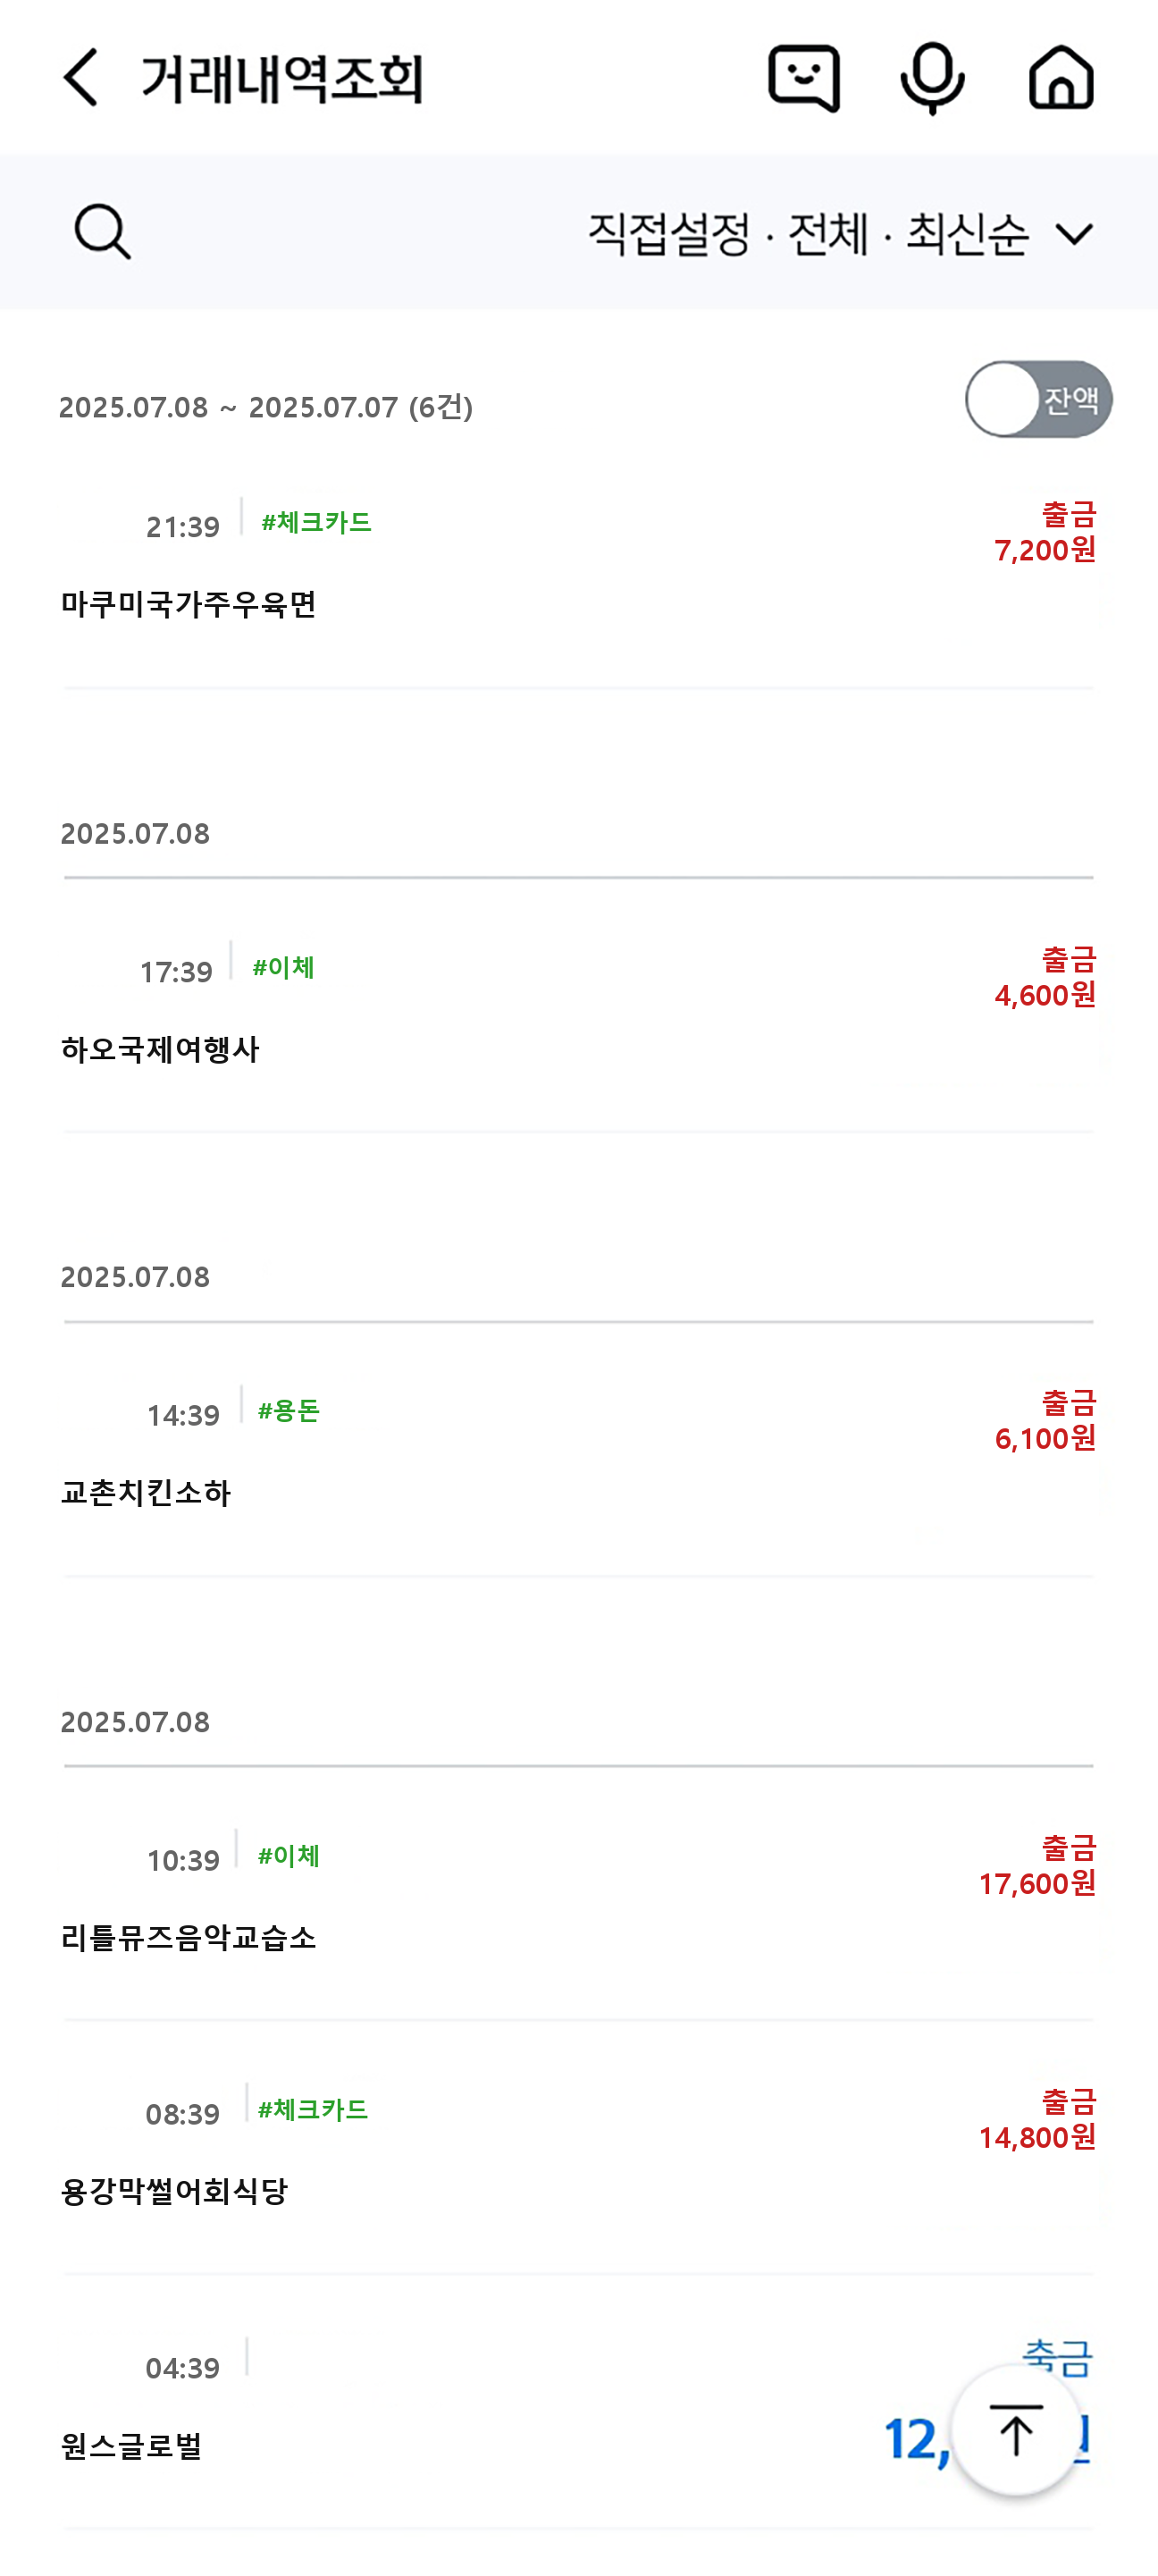 거래내역조회
직접설정 · 전체 · 최신순
2025.07.08 ~ 2025.07.07 (6건)
잔액
21:39 #체크카드
출금
7,200원
마쿠미국가주우육면
2025.07.08
17:39 #이체
출금
4,600원
하오국제여행사
2025.07.08
14:39 #용돈
출금
6,100원
교촌치킨소하
2025.07.08
10:39 #이체
출금
17,600원
리틀뮤즈음악교습소
08:39 #체크카드
출금
14,800원
용강막썰어회식당
04:39
출금
12,
원스글로벌